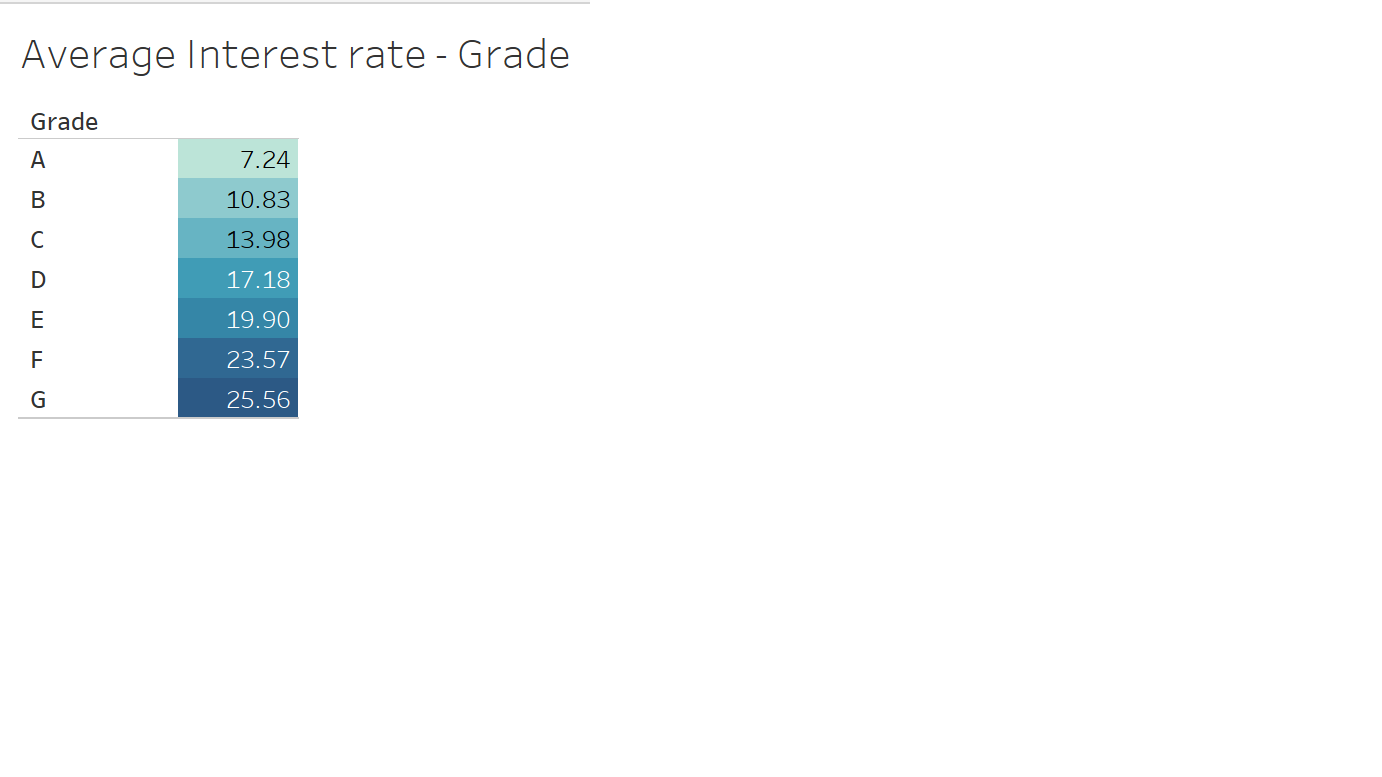 Average Interest rate - Grade
Grade
A 7.24
B 10.83
C 13.98
D 17.18
E 19.90
F 23.57
G 25.56